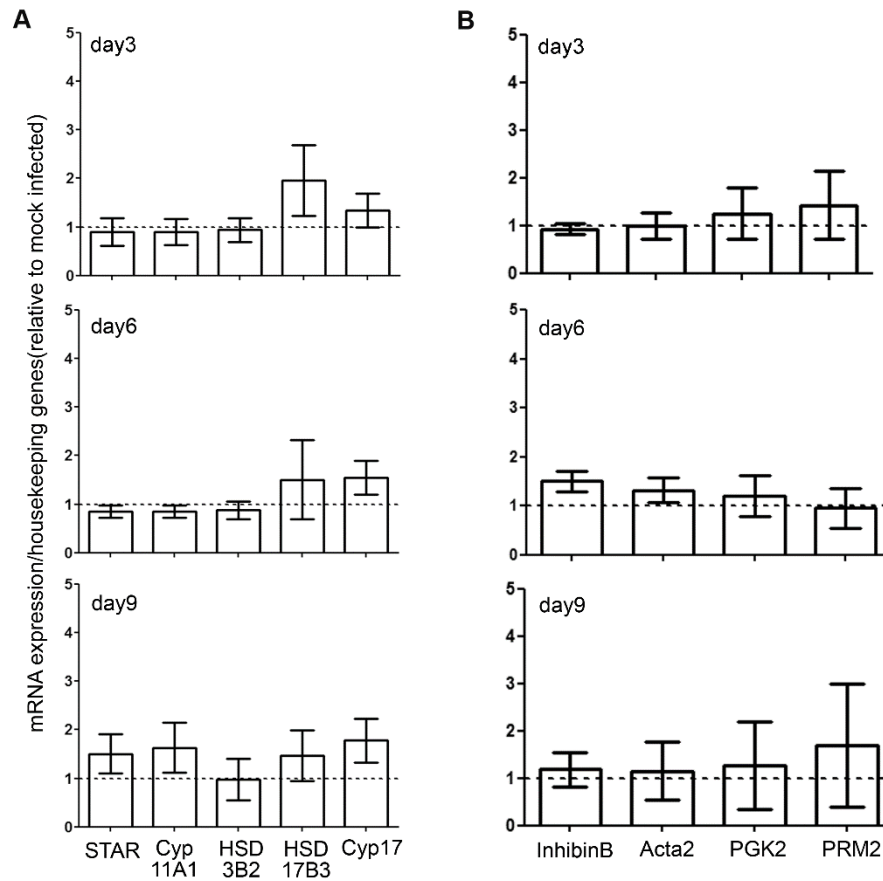 A
B
mRNA expression/housekeeping genes(relative to mock infected)
day3
5
4
3
2
1
0
day3
5
4
3
2
1
0
day6
5
4
3
2
1
0
day6
5
4
3
2
1
0
day9
5
4
3
2
1
0
day9
5
4
3
2
1
0
STAR
Cyp
11A1
HSD
3B2
HSD
17B3
Cyp17
InhibinB
Acta2
PGK2
PRM2